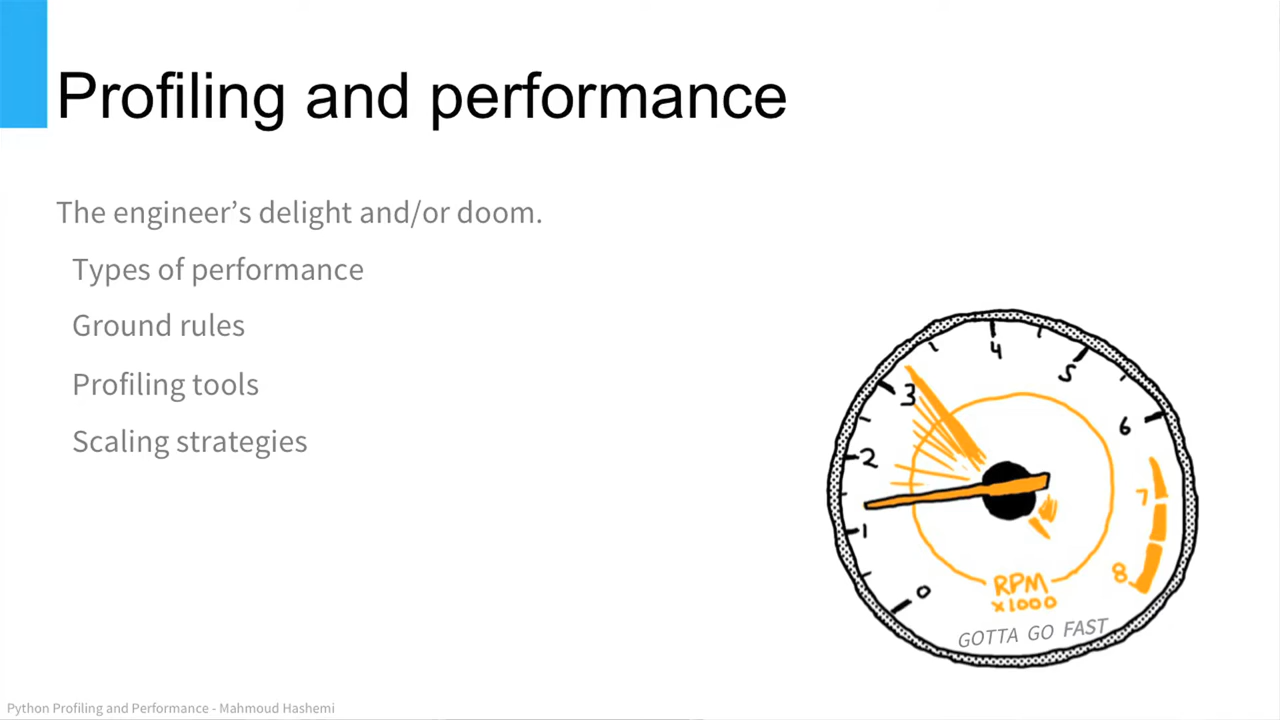 Profiling and performance
The engineer’s delight and/or doom.
Types of performance
Ground rules
Profiling tools
Scaling strategies
4
5
3
6
2
7
1
8
0
RPM
x1000
GOTTA GO FAST
Python Profiling and Performance - Mahmoud Hashemi